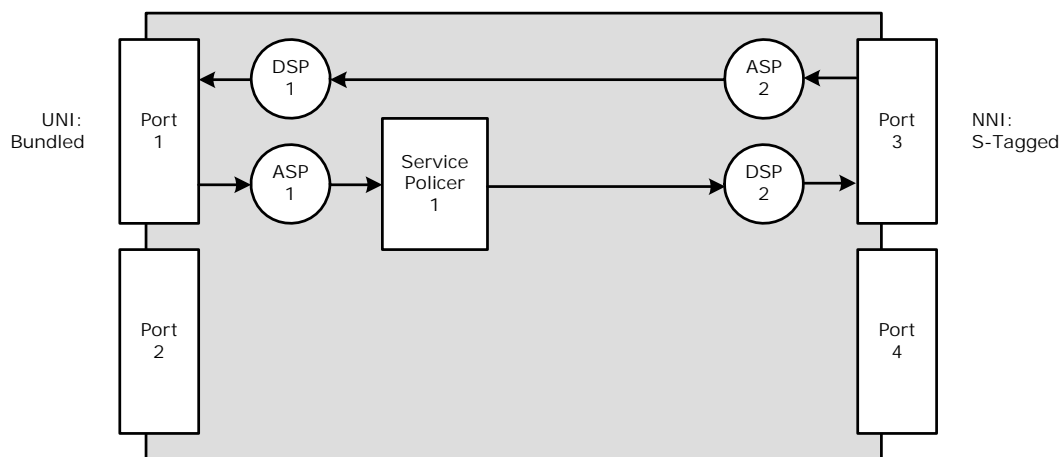 DSP
1
ASP
2
UNI:
Bundled
Port
1
Port
3
NNI:
S-Tagged
ASP
1
Service
Policer
1
DSP
2
Port
2
Port
4